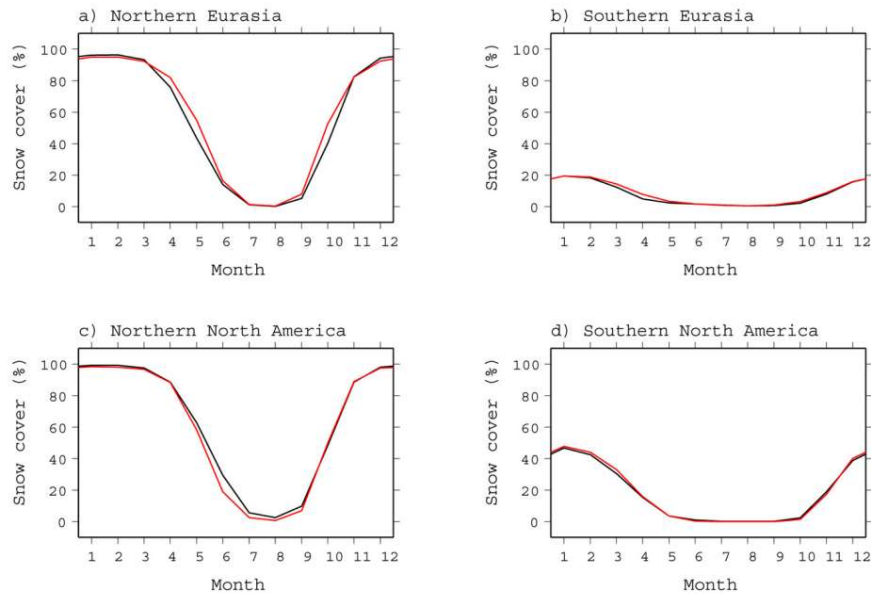 a) Northern Eurasia
Snow cover (%)
100
80
60
40
20
0
1 2 3 4 5 6 7 8 9 10 11 12
Month
b) Southern Eurasia
Snow cover (%)
100
80
60
40
20
0
1 2 3 4 5 6 7 8 9 10 11 12
Month
c) Northern North America
Snow cover (%)
100
80
60
40
20
0
1 2 3 4 5 6 7 8 9 10 11 12
Month
d) Southern North America
Snow cover (%)
100
80
60
40
20
0
1 2 3 4 5 6 7 8 9 10 11 12
Month